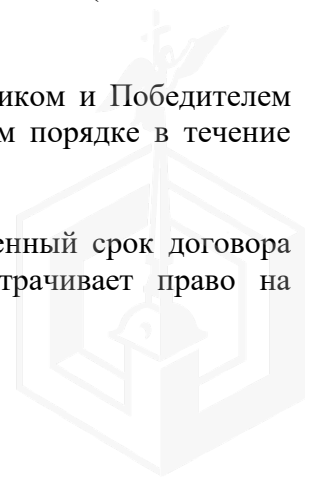 иком и Победителем
м порядке в течение
енный срок договора
трачивает право на